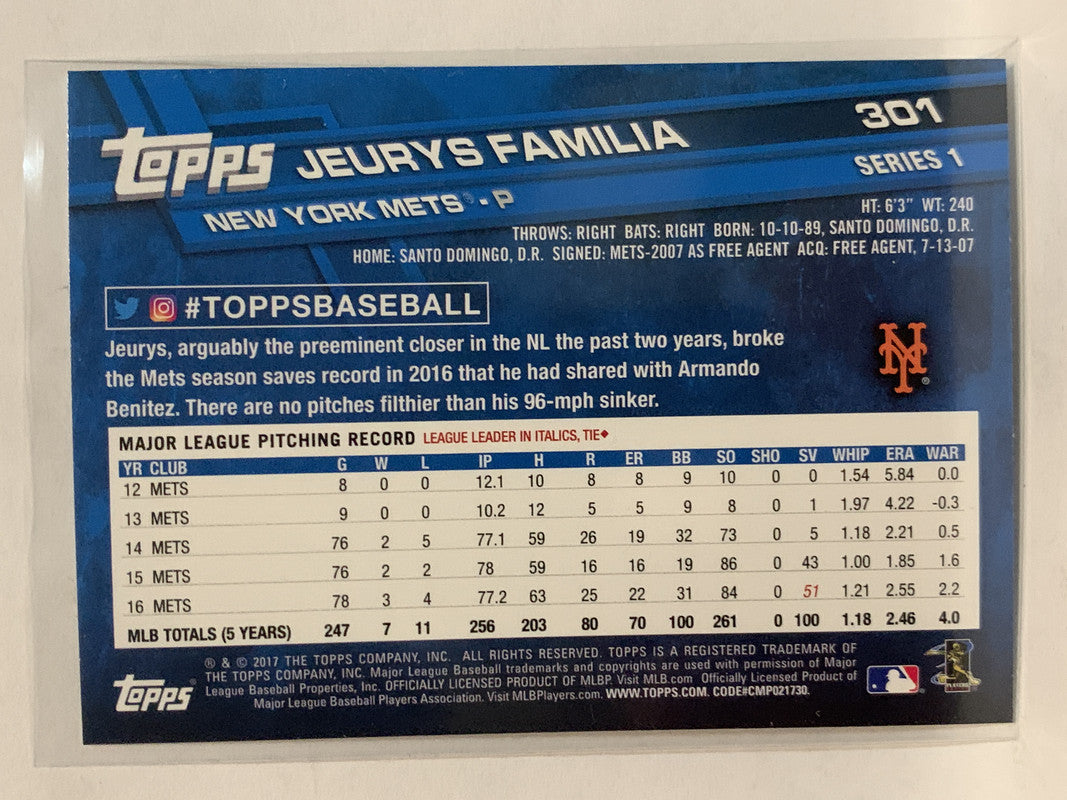 301
TOPPS JEURYS FAMILIA
SERIES 1
NEW YORK METS® • P
HT: 6'3" WT: 240
THROWS: RIGHT BATS: RIGHT BORN: 10-10-89, SANTO DOMINGO, D.R.
HOME: SANTO DOMINGO, D.R. SIGNED: METS-2007 AS FREE AGENT ACQ: FREE AGENT, 7-13-07
#TOPPSBASEBALL
Jeurys, arguably the preeminent closer in the NL the past two years, broke
the Mets season saves record in 2016 that he had shared with Armando
Benitez. There are no pitches filthier than his 96-mph sinker.
NY®
MAJOR LEAGUE PITCHING RECORD LEAGUE LEADER IN ITALICS, TIE◆
YR CLUB G W L IP H R ER BB SO SHO SV WHIP ERA WAR
12 METS 8 0 0 12.1 10 8 8 9 10 0 0 1.54 5.84 0.0
13 METS 9 0 0 10.2 12 5 5 9 8 0 1 1.97 4.22 -0.3
14 METS 76 2 5 77.1 59 26 19 32 73 0 5 1.18 2.21 0.5
15 METS 76 2 2 78 59 16 16 19 86 0 43 1.00 1.85 1.6
16 METS 78 3 4 77.2 63 25 22 31 84 0 51 1.21 2.55 2.2
MLB TOTALS (5 YEARS) 247 7 11 256 203 80 70 100 261 0 100 1.18 2.46 4.0
® & © 2017 THE TOPPS COMPANY, INC. ALL RIGHTS RESERVED. TOPPS IS A REGISTERED TRADEMARK OF
THE TOPPS COMPANY, INC. Major League Baseball trademarks and copyrights are used with permission of Major
League Baseball Properties, Inc. OFFICIALLY LICENSED PRODUCT OF MLBP. Visit MLB.com Officially Licensed Product of
Major League Baseball Players Association. Visit MLBPlayers.com. WWW.TOPPS.COM. CODE#CMP021730.
TOPPS®
PLAYERS